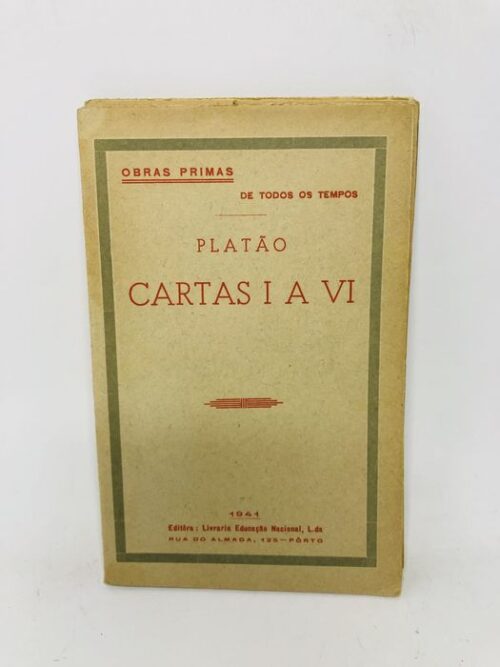 OBRAS PRIMAS
DE TODOS OS TEMPOS
PLATÃO
CARTAS I A VI
1941
Editôra: Livraria Educação Nacional, L.da
RUA DO ALMADA, 125—PÔRTO